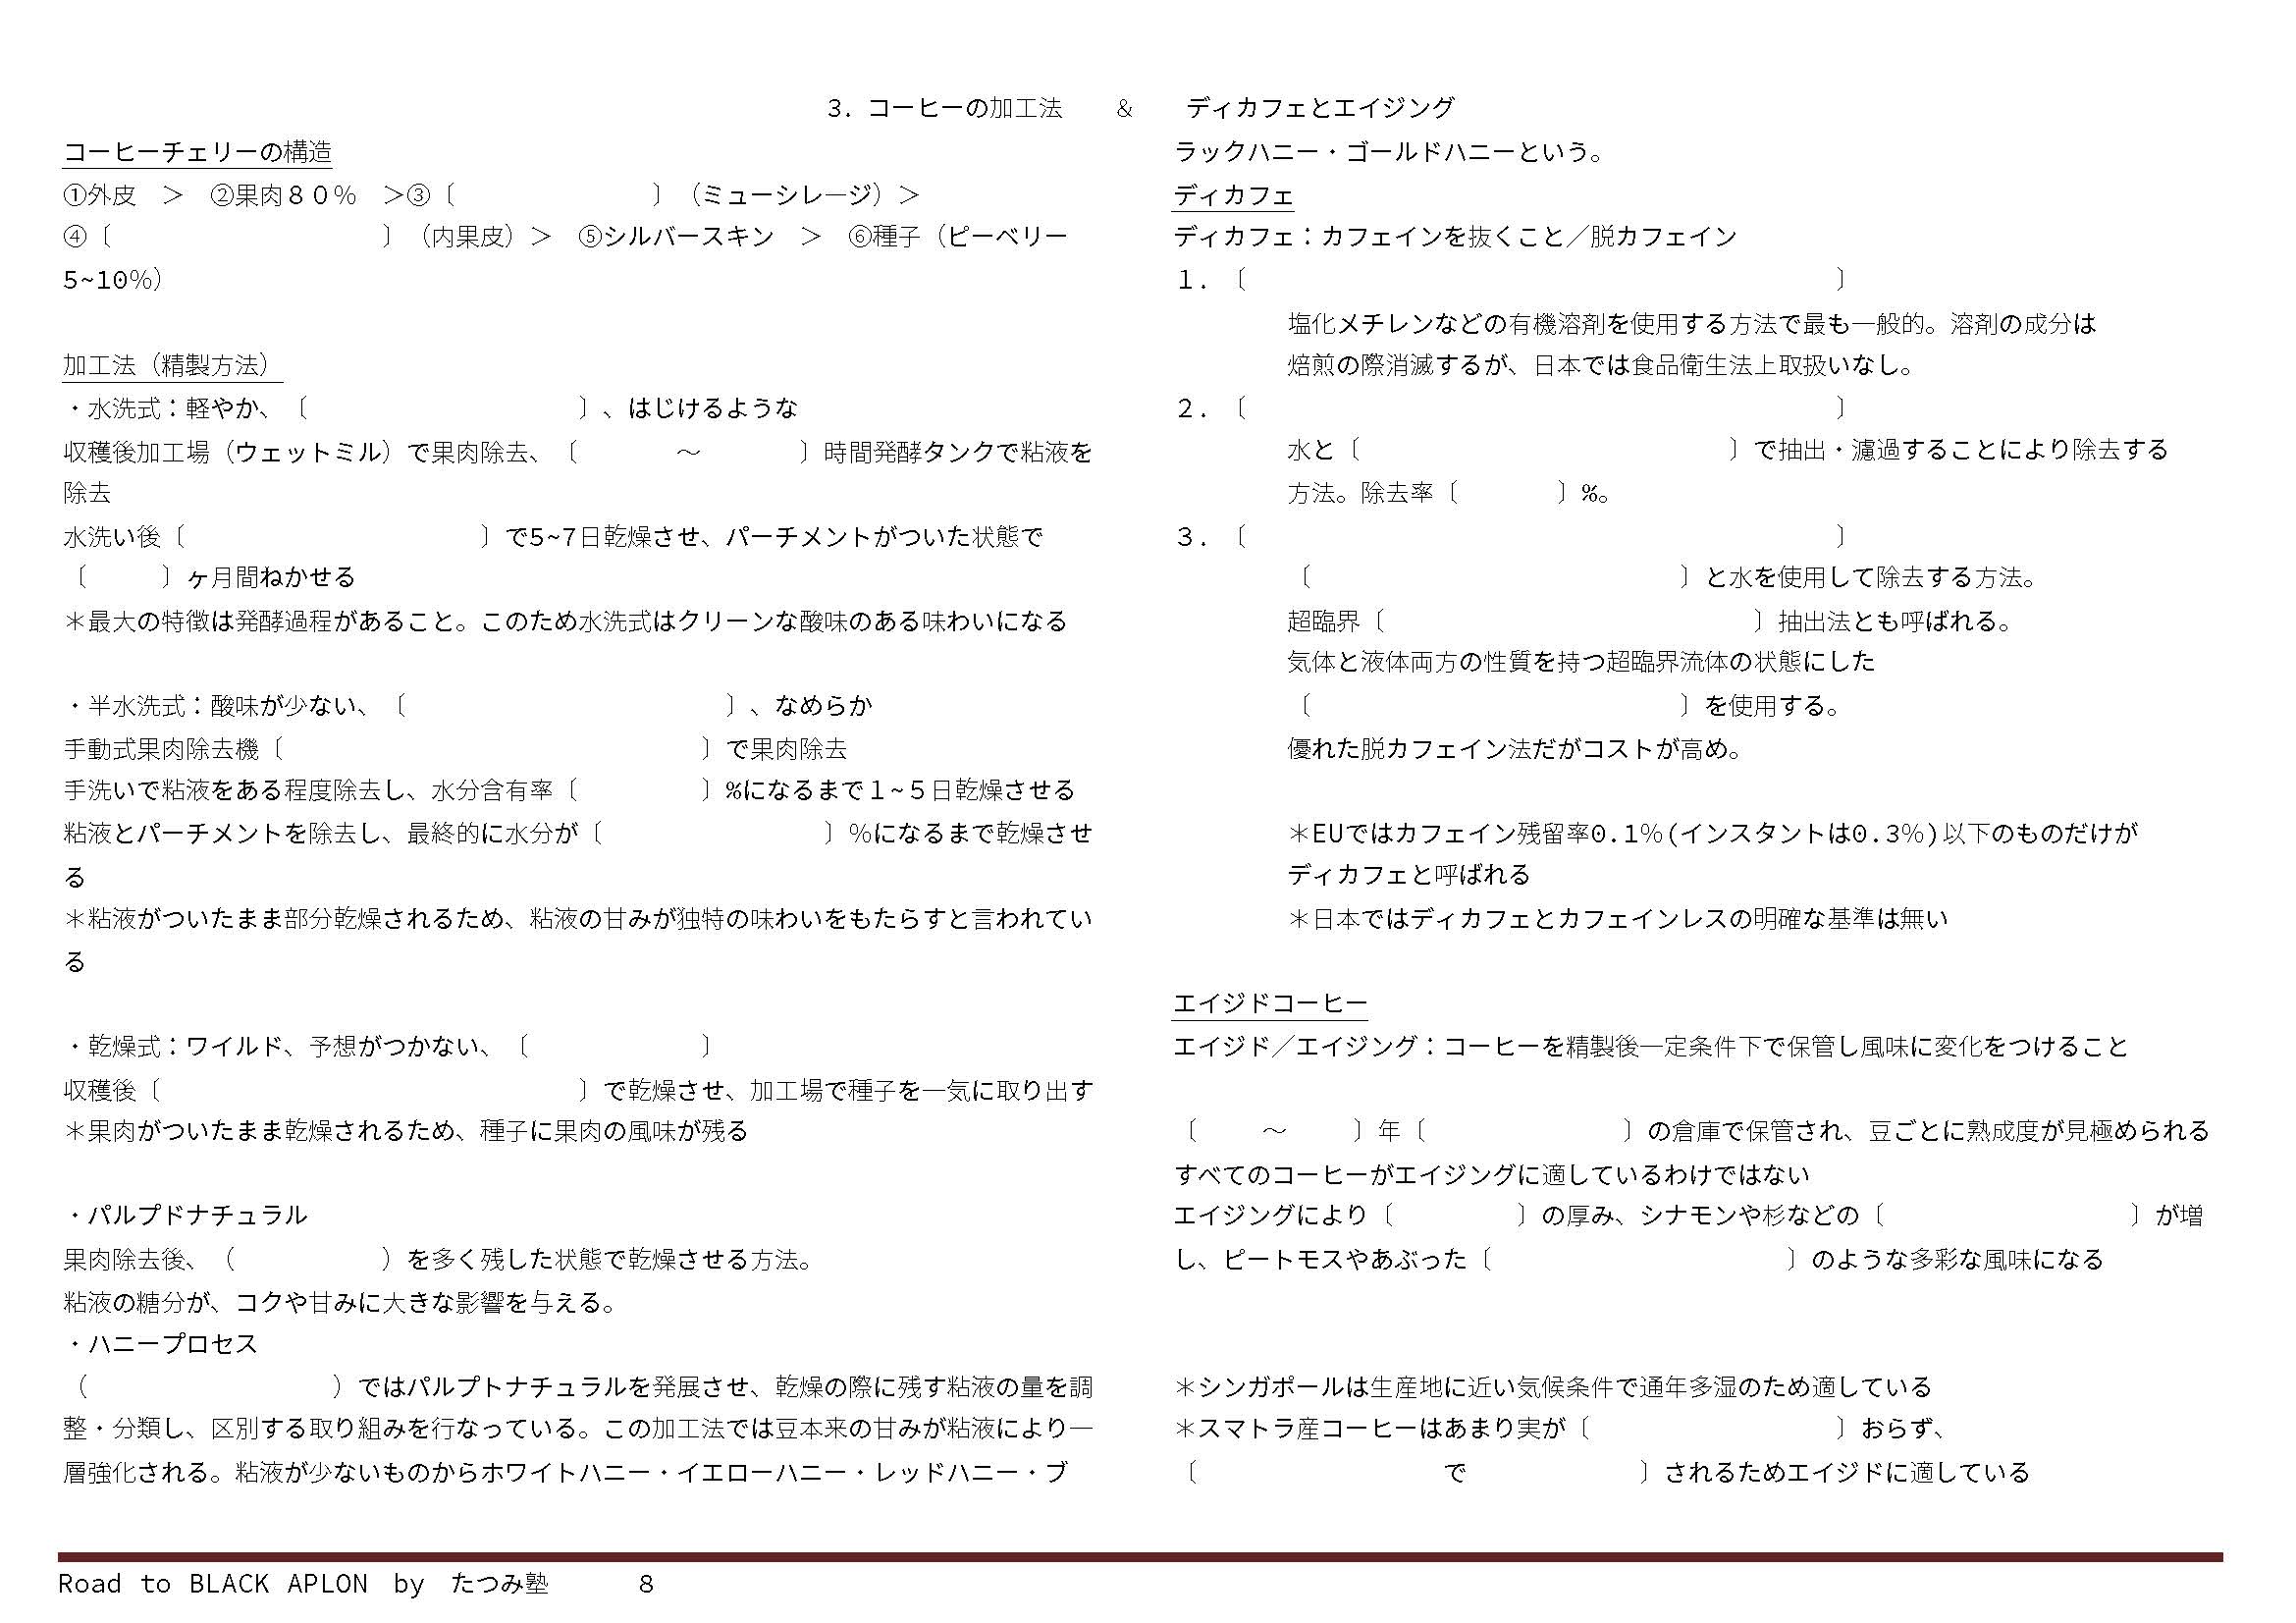 3. コーヒーの加工法　　＆　　ディカフェとエイジング
コーヒーチェリーの構造
①外皮　＞　②果肉８０％　＞③〔　　　　　　　　〕（ミューシレージ）＞
④〔　　　　　　　　　　　〕（内果皮）＞　⑤シルバースキン　＞　⑥種子（ピーベリー
5~10％）
加工法（精製方法）
・水洗式：軽やか、〔　　　　　　　　　　　〕、はじけるような
収穫後加工場（ウェットミル）で果肉除去、〔　　　　～　　　　〕時間発酵タンクで粘液を
除去
水洗い後〔　　　　　　　　　　　　〕で5~7日乾燥させ、パーチメントがついた状態で
〔　　　〕ヶ月間ねかせる
＊最大の特徴は発酵過程があること。このため水洗式はクリーンな酸味のある味わいになる
・半水洗式：酸味が少ない、〔　　　　　　　　　　　　　〕、なめらか
手動式果肉除去機〔　　　　　　　　　　　　　　　　　〕で果肉除去
手洗いで粘液をある程度除去し、水分含有率〔　　　　　〕%になるまで１~５日乾燥させる
粘液とパーチメントを除去し、最終的に水分が〔　　　　　　　　　〕％になるまで乾燥させ
る
＊粘液がついたまま部分乾燥されるため、粘液の甘みが独特の味わいをもたらすと言われてい
る
・乾燥式：ワイルド、予想がつかない、〔　　　　　　　〕
収穫後〔　　　　　　　　　　　　　　　　　〕で乾燥させ、加工場で種子を一気に取り出す
＊果肉がついたまま乾燥されるため、種子に果肉の風味が残る
・パルプドナチュラル
果肉除去後、（　　　　　　）を多く残した状態で乾燥させる方法。
粘液の糖分が、コクや甘みに大きな影響を与える。
・ハニープロセス
（　　　　　　　　　　）ではパルプトナチュラルを発展させ、乾燥の際に残す粘液の量を調
整・分類し、区別する取り組みを行なっている。この加工法では豆本来の甘みが粘液により一
層強化される。粘液が少ないものからホワイトハニー・イエローハニー・レッドハニー・ブ
ラックハニー・ゴールドハニーという。
ディカフェ
ディカフェ：カフェインを抜くこと／脱カフェイン
１．〔　　　　　　　　　　　　　　　　　　　　　　　　〕
塩化メチレンなどの有機溶剤を使用する方法で最も一般的。溶剤の成分は
焙煎の際消滅するが、日本では食品衛生法上取扱いなし。
２．〔　　　　　　　　　　　　　　　　　　　　　　　　〕
水と〔　　　　　　　　　　　　　　　〕で抽出・濾過することにより除去する
方法。除去率〔　　　　〕%。
３．〔　　　　　　　　　　　　　　　　　　　　　　　　〕
〔　　　　　　　　　　　　　　　〕と水を使用して除去する方法。
超臨界〔　　　　　　　　　　　　　　　〕抽出法とも呼ばれる。
気体と液体両方の性質を持つ超臨界流体の状態にした
〔　　　　　　　　　　　　　　　〕を使用する。
優れた脱カフェイン法だがコストが高め。
＊EUではカフェイン残留率0.1％(インスタントは0.3％)以下のものだけが
ディカフェと呼ばれる
＊日本ではディカフェとカフェインレスの明確な基準は無い
エイジドコーヒー
エイジド／エイジング：コーヒーを精製後一定条件下で保管し風味に変化をつけること
〔　　～　　〕年〔　　　　　　　　〕の倉庫で保管され、豆ごとに熟成度が見極められる
すべてのコーヒーがエイジングに適しているわけではない
エイジングにより〔　　　　　〕の厚み、シナモンや杉などの〔　　　　　　　　　　〕が増
し、ピートモスやあぶった〔　　　　　　　　　　　　〕のような多彩な風味になる
＊シンガポールは生産地に近い気候条件で通年多湿のため適している
＊スマトラ産コーヒーはあまり実が〔　　　　　　　　　　〕おらず、
〔　　　　　　　　　　で　　　　　　　〕されるためエイジドに適している
Road to BLACK APLON by たつみ塾　　　8